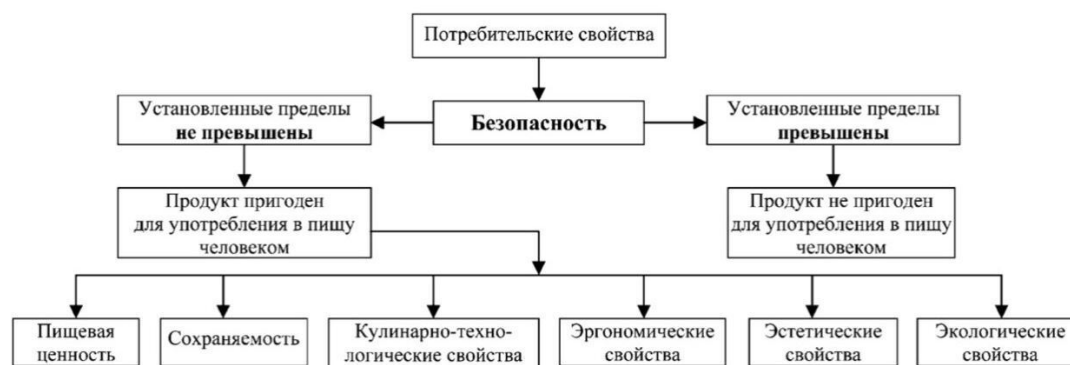 Потребительские свойства
Установленные пределы
не превышены
Безопасность
Установленные пределы
превышены
Продукт пригоден
для употребления в пищу
человеком
Продукт не пригоден
для употребления в пищу
человеком
Пищевая
ценность
Сохраняемость
Кулинарно-техно-
логические свойства
Эргономические
свойства
Эстетические
свойства
Экологические
свойства